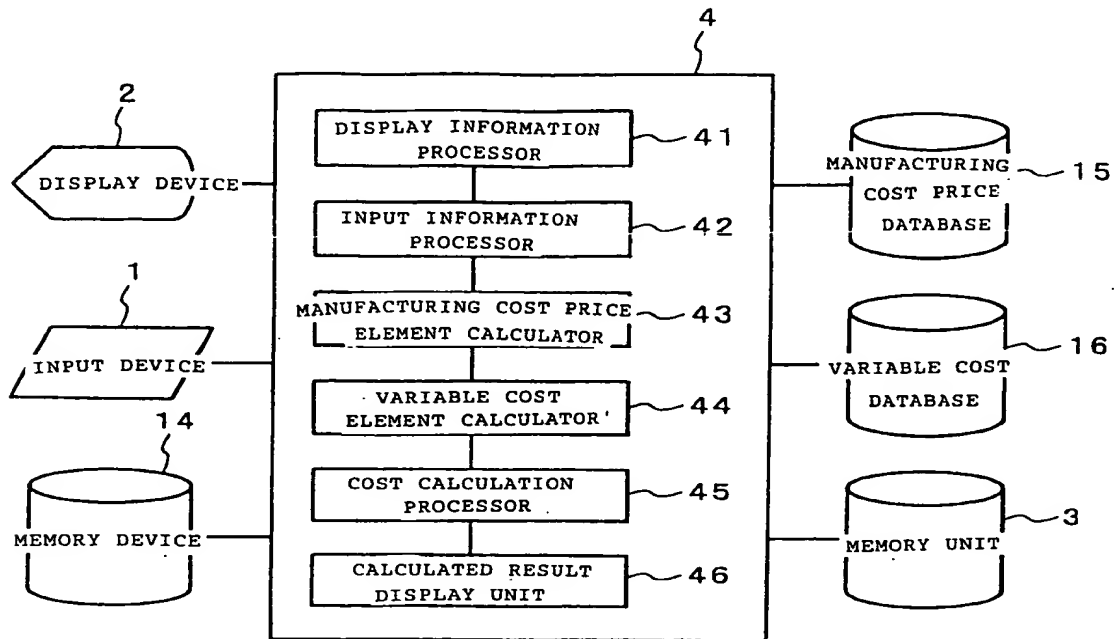 4
2
DISPLAY DEVICE
1
INPUT DEVICE
14
MEMORY DEVICE
DISPLAY INFORMATION
PROCESSOR
41
INPUT INFORMATION
PROCESSOR
42
MANUFACTURING COST PRICE
ELEMENT CALCULATOR
43
VARIABLE COST
ELEMENT CALCULATOR'
44
COST CALCULATION
PROCESSOR
45
CALCULATED RESULT
DISPLAY UNIT
46
MANUFACTURING
COST PRICE
DATABASE
15
VARIABLE COST
DATABASE
16
MEMORY UNIT
3